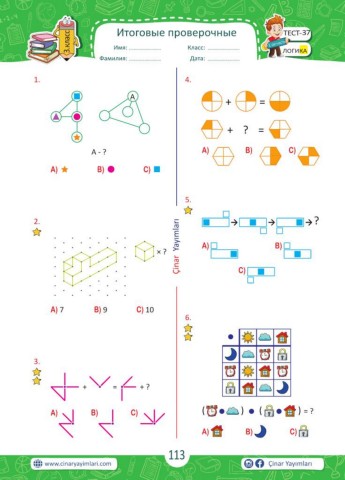 3 класс
Итоговые проверочные
Имя: Класс:
Фамилия: Дата:
ТЕСТ-37
ЛОГИКА
1.
A
A - ?
A) B) C)
2.
× ?
A) 7 B) 9 C) 10
3.
+ = + ?
A) B) C)
Çinar Yayımları
4.
+ =
+ ? =
A) B) C)
5.
?
A) B)
C)
6.
( • ) • ( • ) = ?
A) B) C)
www.cinaryayimlari.com
113
Çinar Yayımları